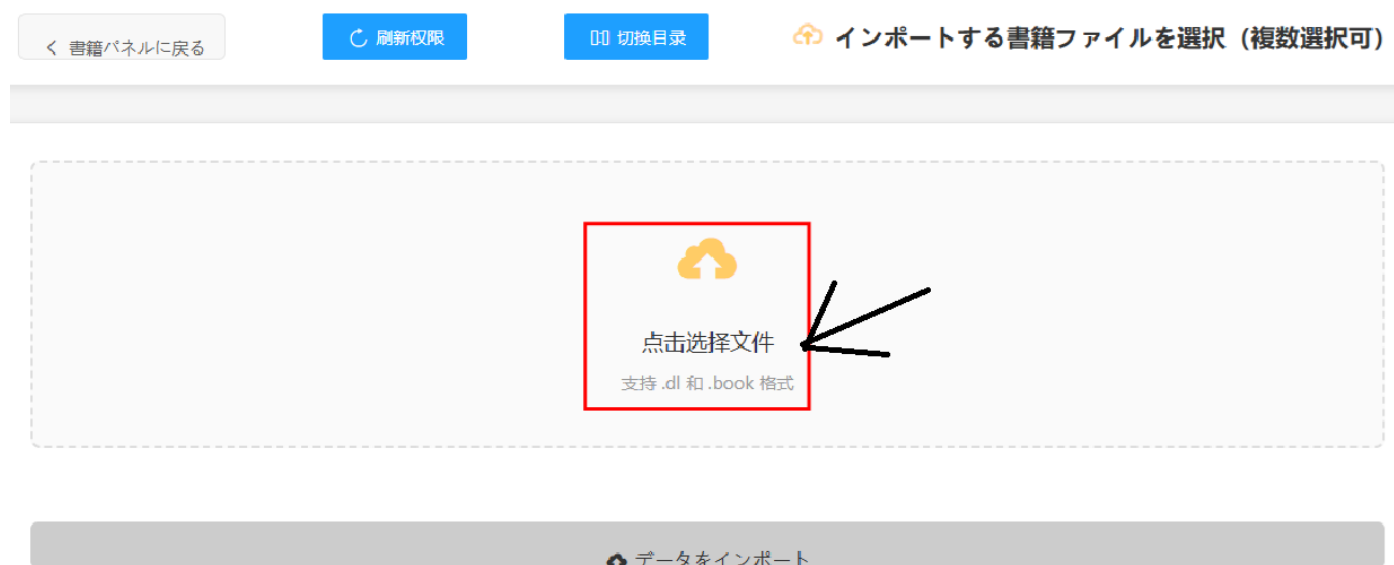 書籍パネルに戻る
刷新权限
切换目录
インポートする書籍ファイルを選択（複数選択可）
点击选择文件
支持 .dl 和 .book 格式
データをインポート